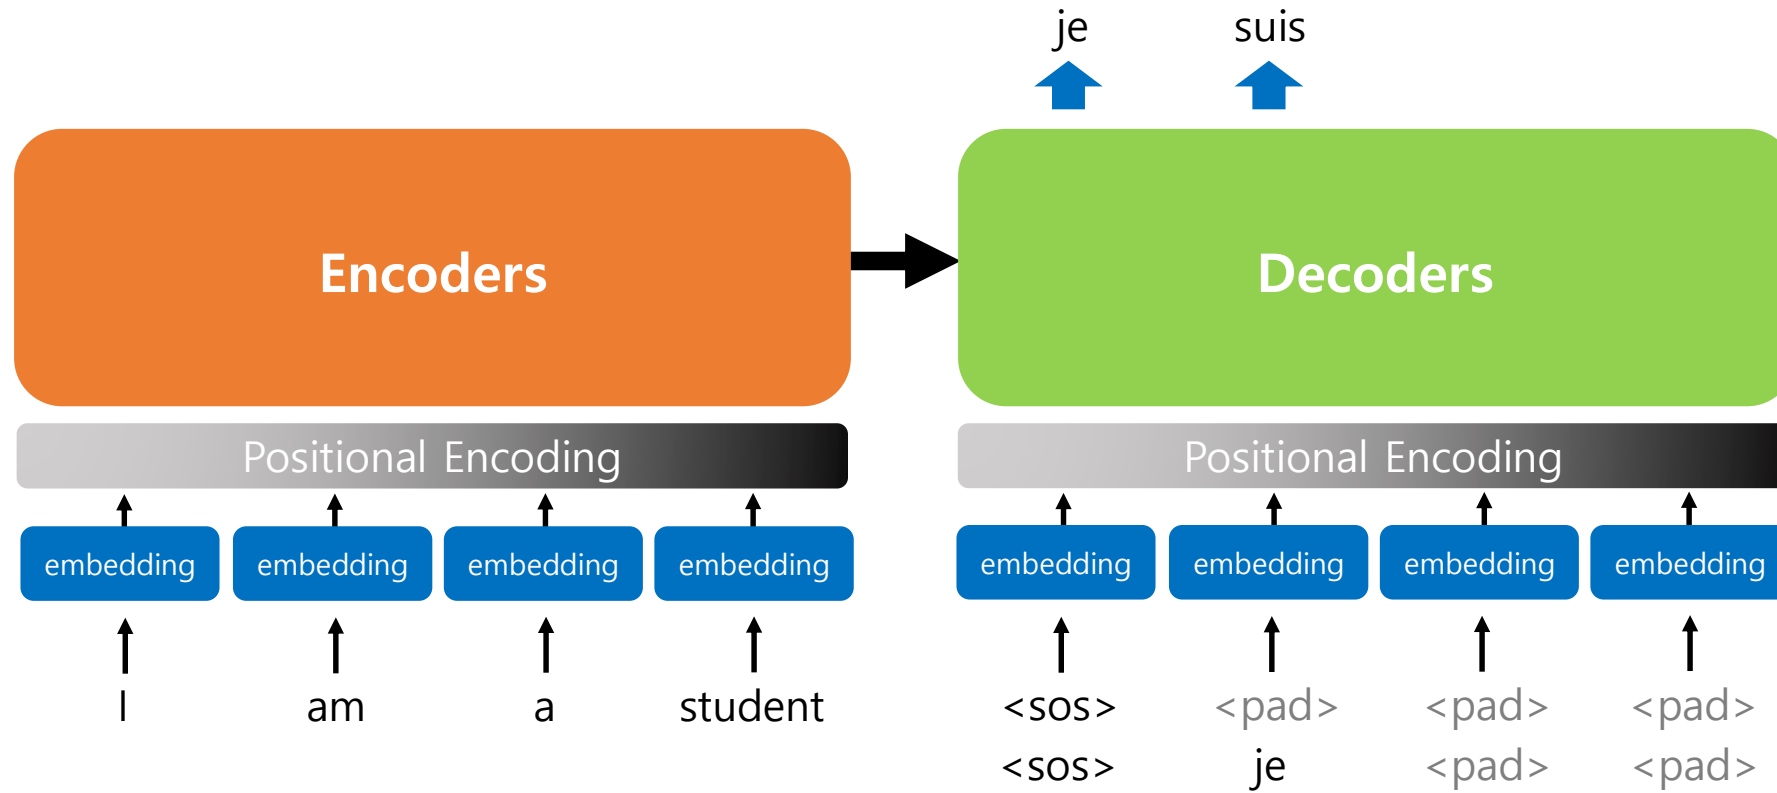 je suis
Encoders
Decoders
Positional Encoding
Positional Encoding
embedding embedding embedding embedding
embedding embedding embedding embedding
I am a student
<sos> <pad> <pad> <pad>
<sos> je <pad> <pad>